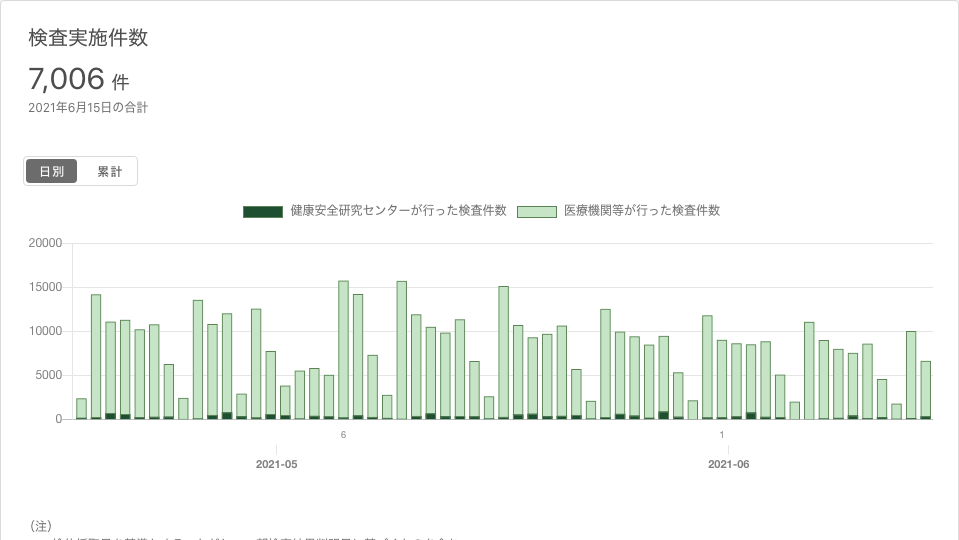 検査実施件数
7,006 件
2021年6月15日の合計
日別 累計
健康安全研究センターが行った検査件数 医療機関等が行った検査件数
20000
15000
10000
5000
0
6 1
2021-05 2021-06
（注）